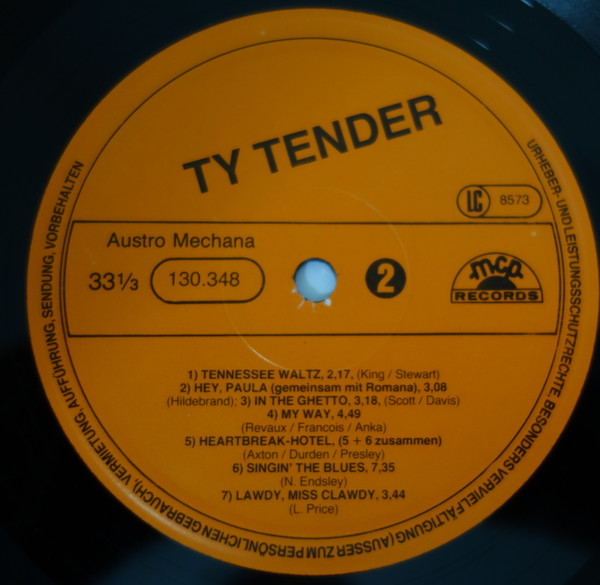 TY TENDER
LC 8573
Austro Mechana
33 1/3 130.348 2 mcp RECORDS
1) TENNESSEE WALTZ, 2,17, (King / Stewart)
2) HEY, PAULA (gemeinsam mit Romana), 3,08
(Hildebrand); 3) IN THE GHETTO, 3,18, (Scott / Davis)
4) MY WAY, 4,49
(Revaux / Francois / Anka)
5) HEARTBREAK-HOTEL, (5 + 6 zusammen)
(Axton / Durden / Presley)
6) SINGIN' THE BLUES, 7,35
(N. Endsley)
7) LAWDY, MISS CLAWDY, 3,44
(L. Price)
URHEBER- UND LEISTUNGSSCHUTZRECHTE, BESONDERS VERVIELFÄLTIGUNG (AUSSER ZUM PERSÖNLICHEN GEBRAUCH), VERMIETUNG, AUFFÜHRUNG, SENDUNG, VORBEHALTEN